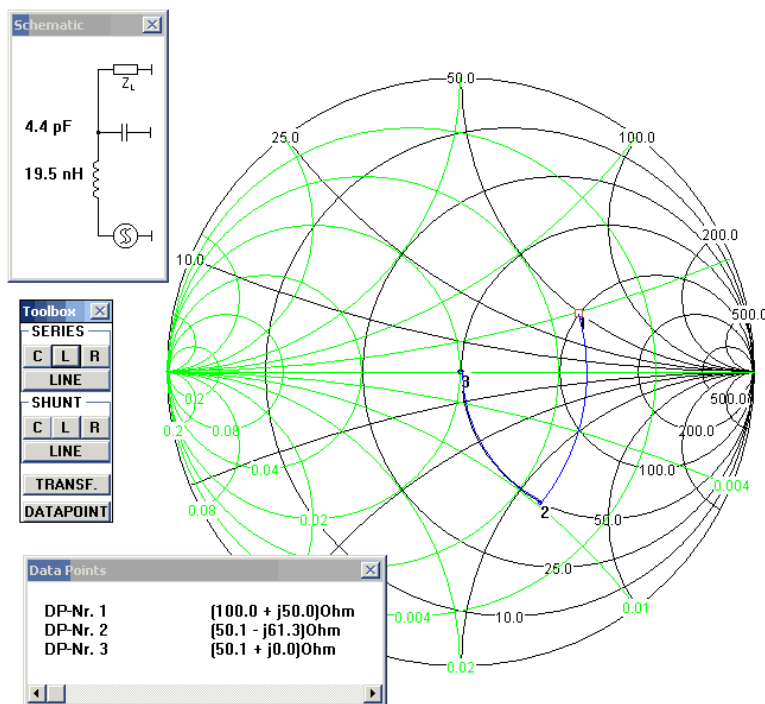 Schematic
ZL
4.4 pF
19.5 nH
Toolbox
SERIES
C L R
LINE
SHUNT
C L R
LINE
TRANSF.
DATAPOINT
50.0
25.0
100.0
10.0
200.0
500.0
1
3
0.2
0.2
0.08
0.04
0.08
0.02
500.0
200.0
100.0
0.004
2
50.0
25.0
0.01
0.004
10.0
0.02
Data Points
DP-Nr. 1 (100.0 + j50.0)Ohm
DP-Nr. 2 (50.1 - j61.3)Ohm
DP-Nr. 3 (50.1 + j0.0)Ohm